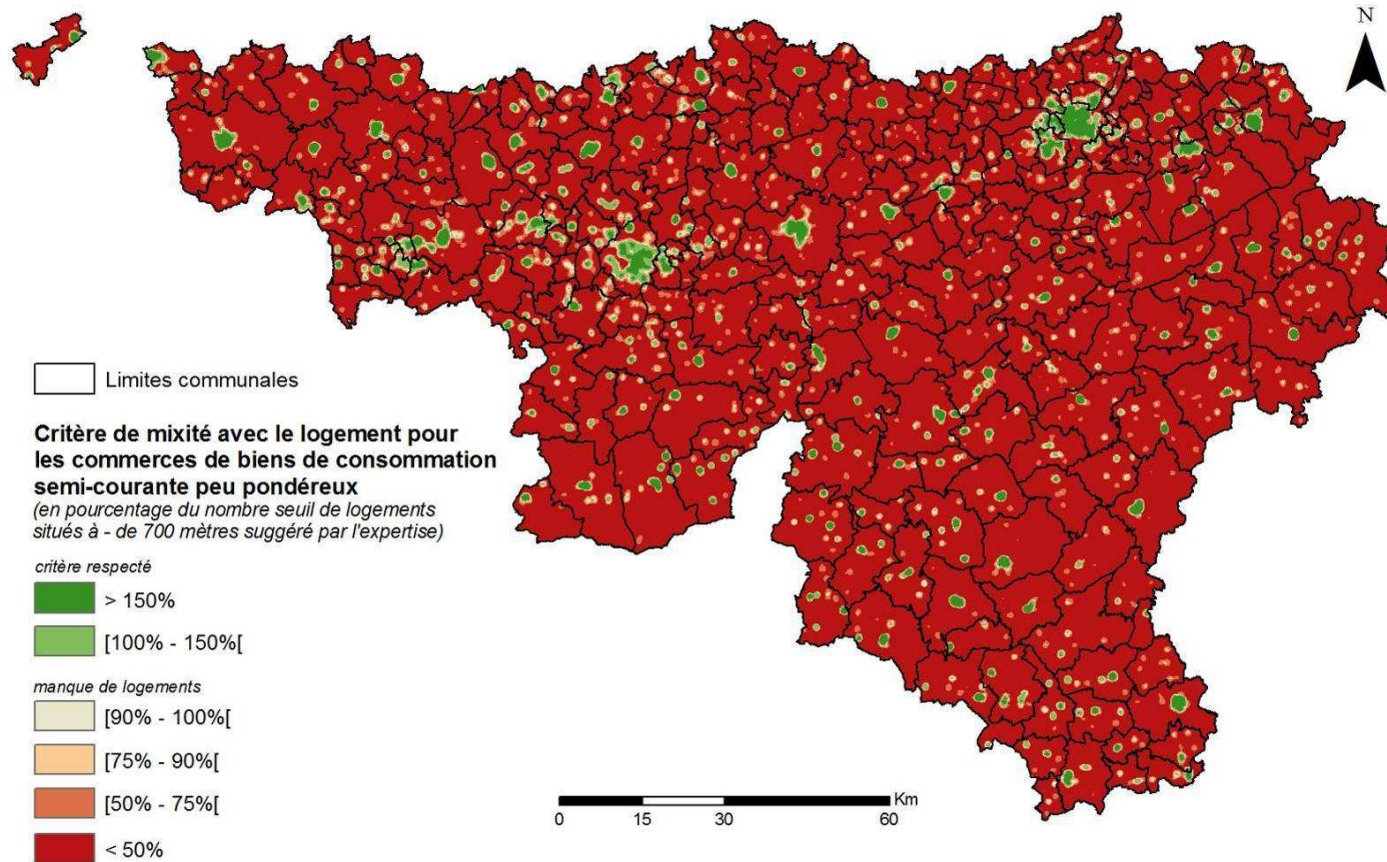 N
Limites communales
Critère de mixité avec le logement pour
les commerces de biens de consommation
semi-courante peu pondéreux
(en pourcentage du nombre seuil de logements
situés à - de 700 mètres suggéré par l'expertise)
critère respecté
> 150%
[100% - 150%[
manque de logements
[90% - 100%[
[75% - 90%[
[50% - 75%[
< 50%
Km
0 15 30 60